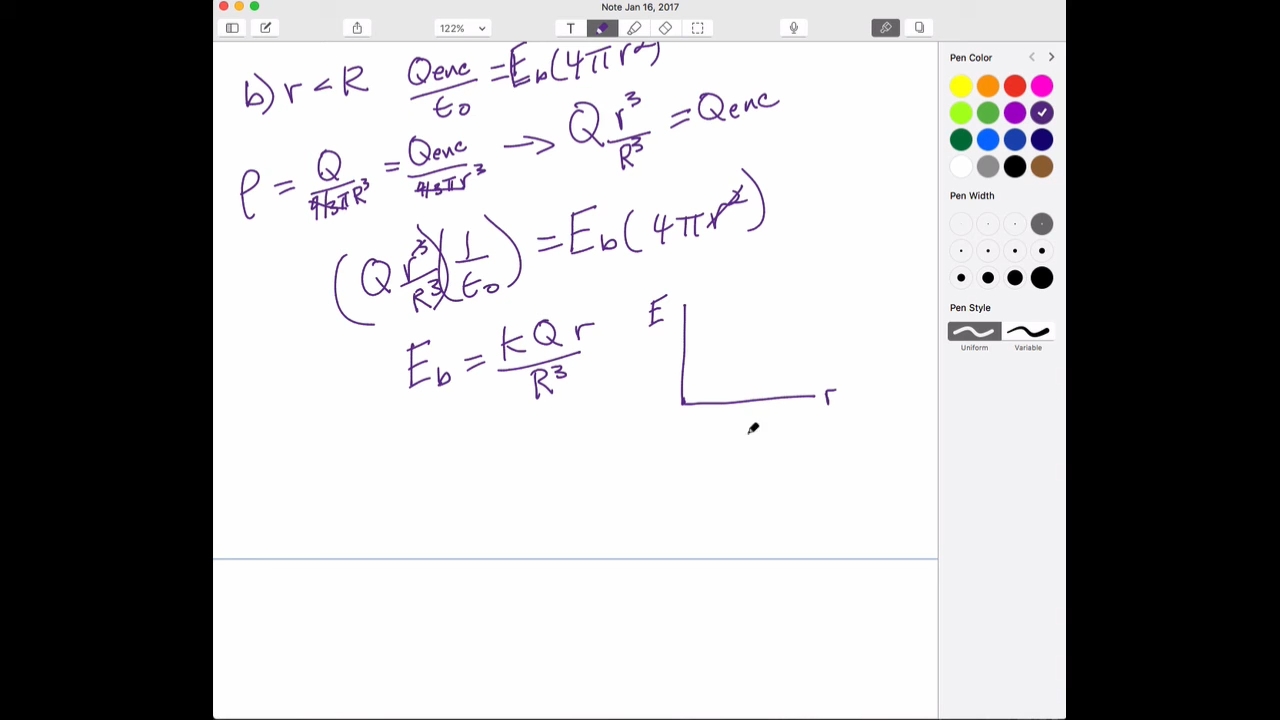 Note Jan 16, 2017
T 122%
b) r < R Qenc/ε0 = Eb(4πr²)
ρ = Q/(4/3πR³) = Qenc/(4/3πr³) → Q r³/R³ = Qenc
(Q r³/R³)(1/ε0) = Eb(4πr²)
Eb = kQr/R³
E
r
Pen Color
Pen Width
Pen Style
Uniform Variable